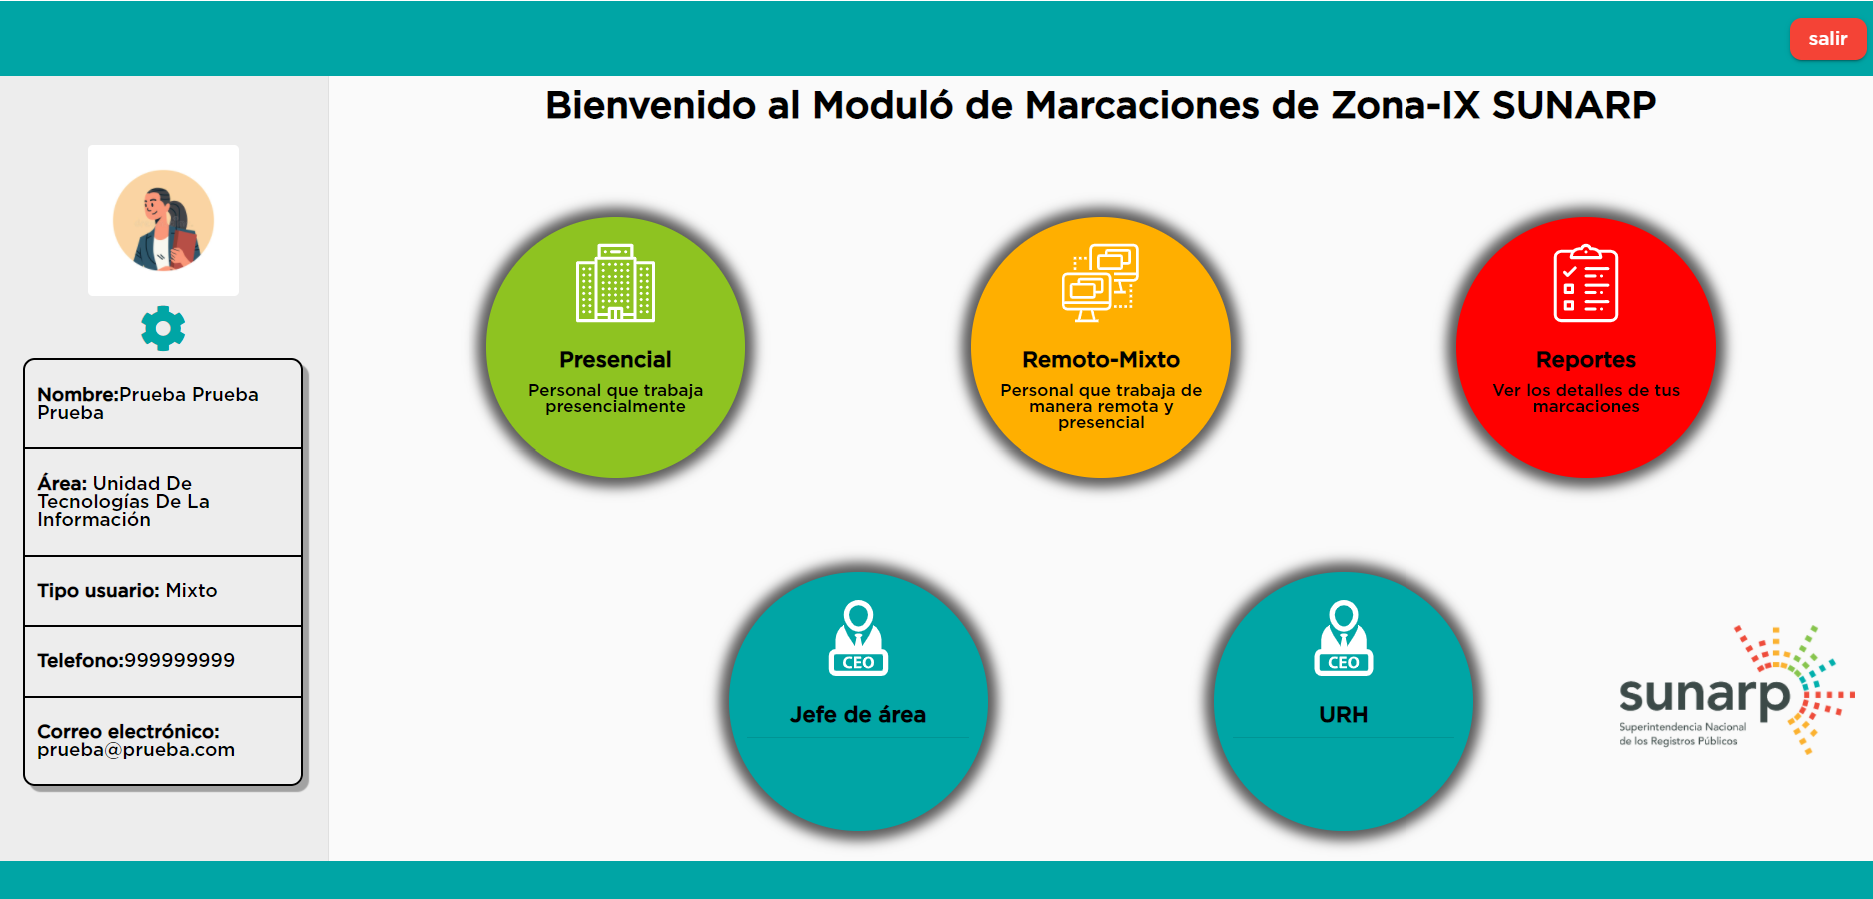 salir
Bienvenido al Moduló de Marcaciones de Zona-IX SUNARP
Nombre:Prueba Prueba
Prueba
Área: Unidad De
Tecnologías De La
Información
Tipo usuario: Mixto
Telefono:999999999
Correo electrónico:
prueba@prueba.com
Presencial
Personal que trabaja
presencialmente
Remoto-Mixto
Personal que trabaja de
manera remota y
presencial
Reportes
Ver los detalles de tus
marcaciones
CEO
Jefe de área
CEO
URH
sunarp
Superintendencia Nacional
de los Registros Públicos